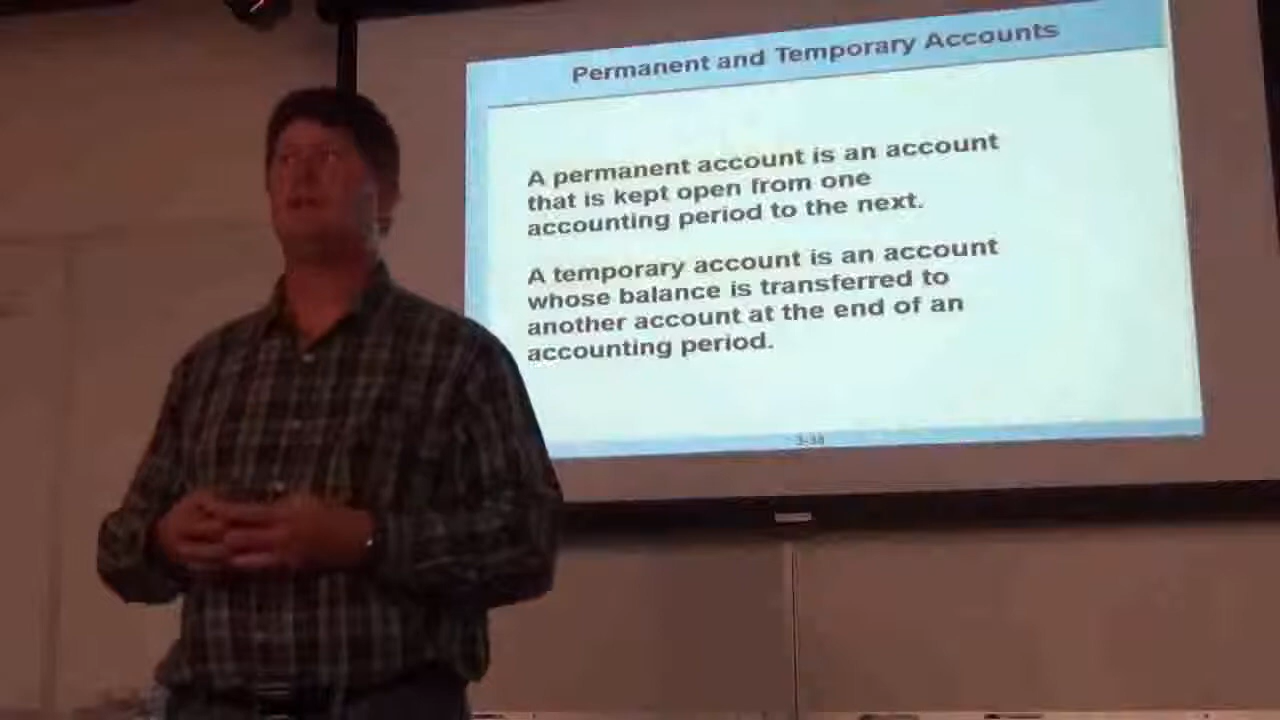 Permanent and Temporary Accounts
A permanent account is an account
that is kept open from one
accounting period to the next.
A temporary account is an account
whose balance is transferred to
another account at the end of an
accounting period.